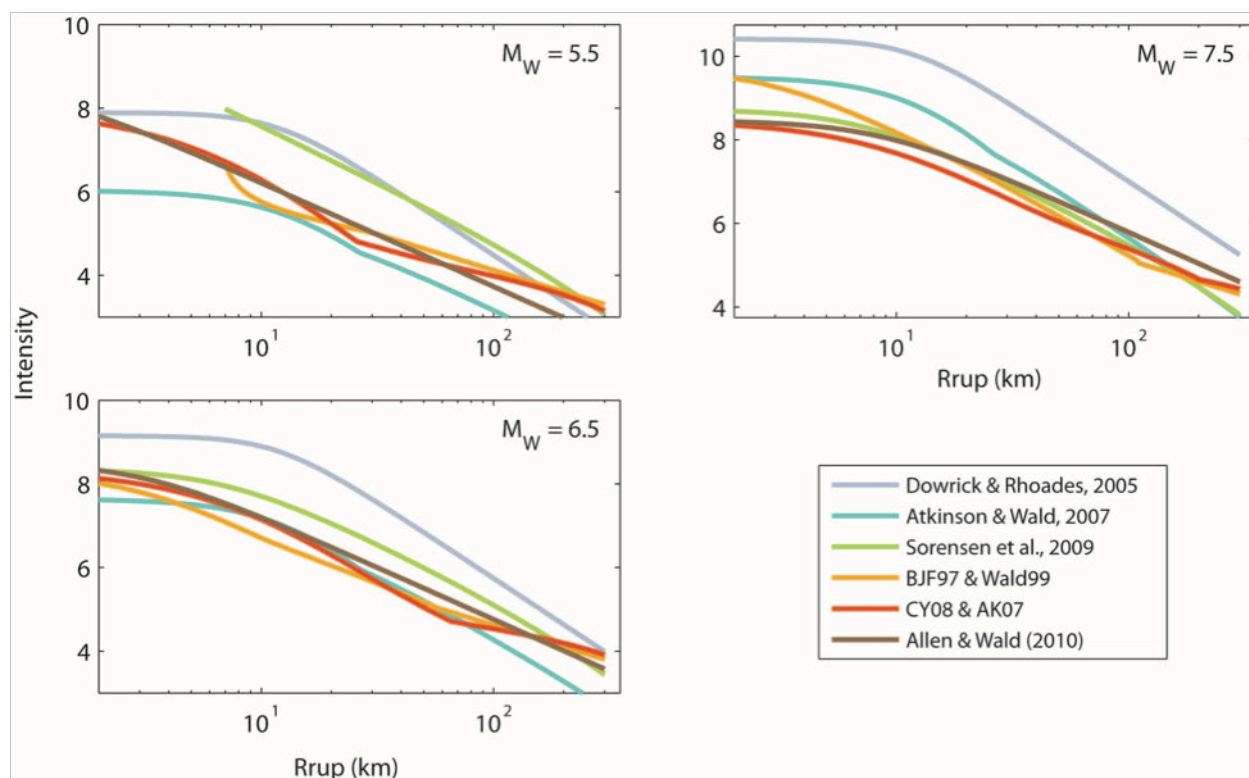 10
8
6
4
M_W = 5.5
10^1
10^2
10
8
6
4
M_W = 7.5
10^1
10^2
Rrup (km)
Intensity
10
8
6
4
M_W = 6.5
10^1
10^2
Rrup (km)
Dowrick & Rhoades, 2005
Atkinson & Wald, 2007
Sorensen et al., 2009
BJF97 & Wald99
CY08 & AK07
Allen & Wald (2010)